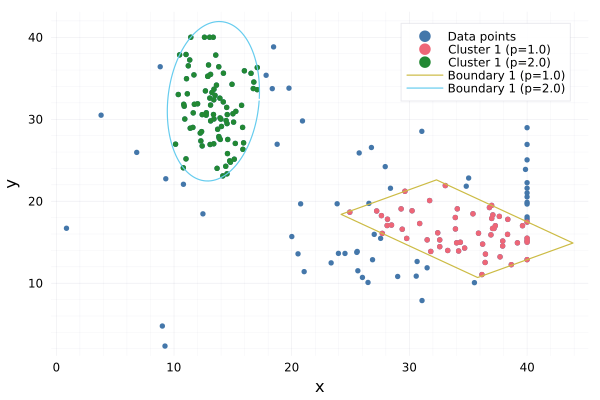 40
30
20
10
0
10
20
30
40
x
y
Data points
Cluster 1 (p=1.0)
Cluster 1 (p=2.0)
Boundary 1 (p=1.0)
Boundary 1 (p=2.0)